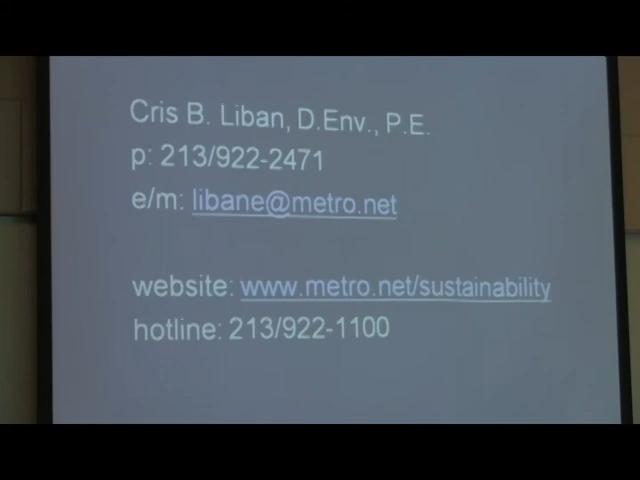 Cris B. Liban, D.Env., P.E.
p: 213/922-2471
e/m: libane@metro.net
website: www.metro.net/sustainability
hotline: 213/922-1100